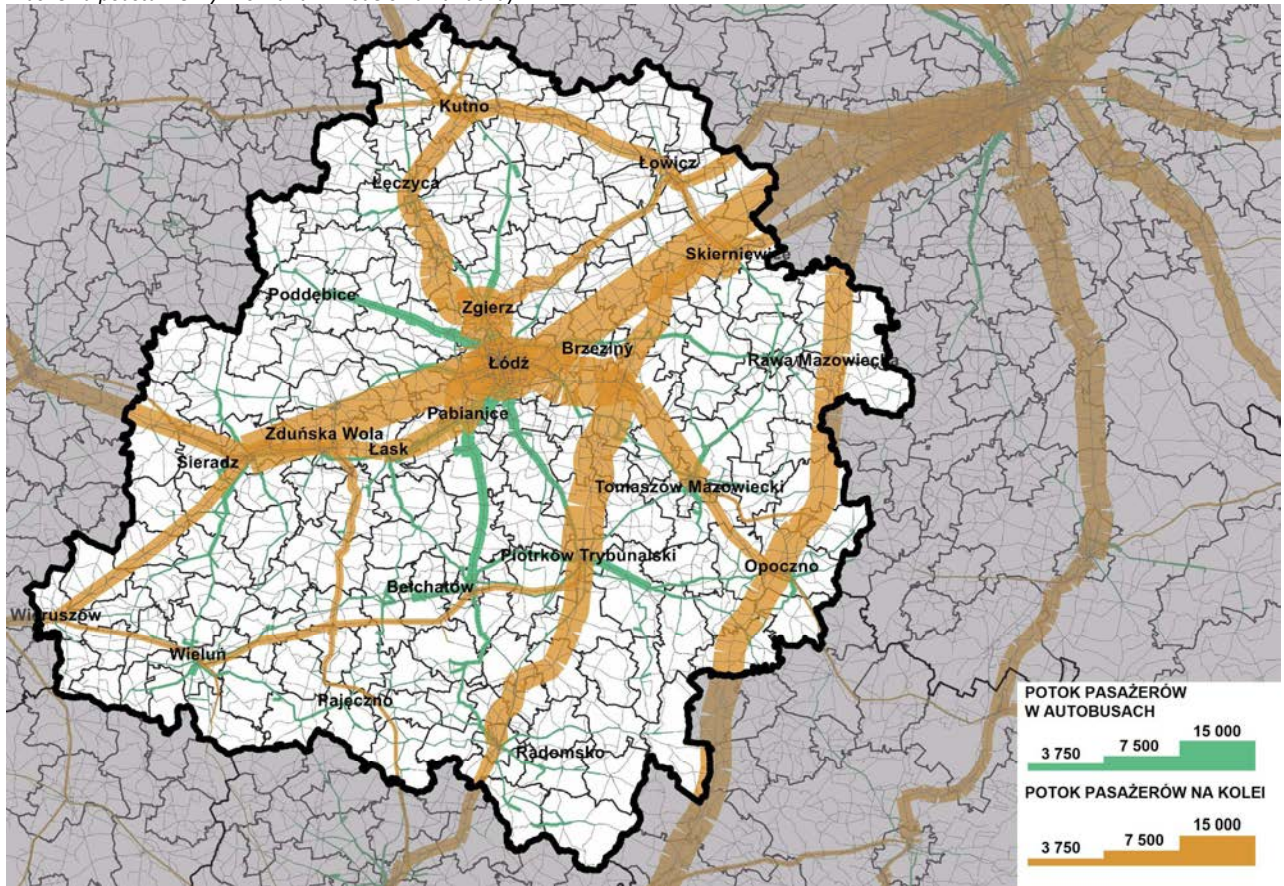 Kutno
Łowicz
Łęczyca
Skierniewice
Poddębice
Zgierz
Brzeziny
Rawa Mazowiecka
Łódź
Pabianice
Zduńska Wola
Łask
Sieradz
Tomaszów Mazowiecki
Piotrków Trybunalski
Opoczno
Bełchatów
Wieruszów
Wieluń
Pajęczno
Radomsko
POTOK PASAŻERÓW
W AUTOBUSACH
3 750 7 500 15 000
POTOK PASAŻERÓW NA KOLEI
3 750 7 500 15 000